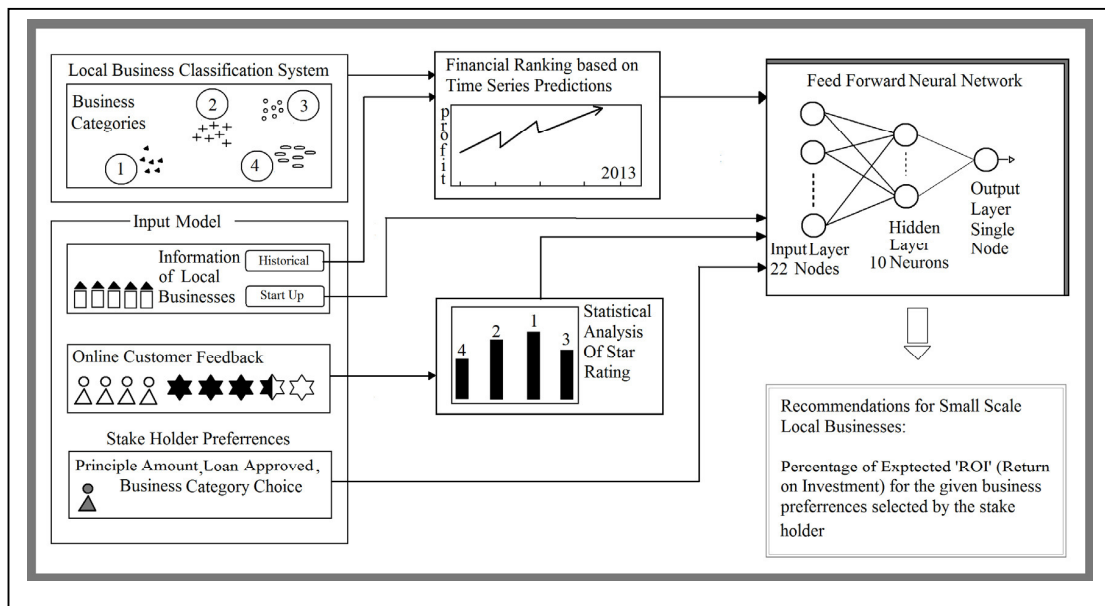 Local Business Classification System
Business
Categories
1
2
3
4
Input Model
Information
of Local
Businesses
Historical
Start Up
Online Customer Feedback
Stake Holder Preferrences
Principle Amount, Loan Approved,
Business Category Choice
Financial Ranking based on
Time Series Predictions
profit
2013
4
2
1
3
Statistical
Analysis
Of Star
Rating
Feed Forward Neural Network
Input Layer
22 Nodes
Hidden
Layer
10 Neurons
Output
Layer
Single
Node
Recommendations for Small Scale
Local Businesses:
Percentage of Exptected 'ROI' (Return
on Investment) for the given business
preferrences selected by the stake
holder